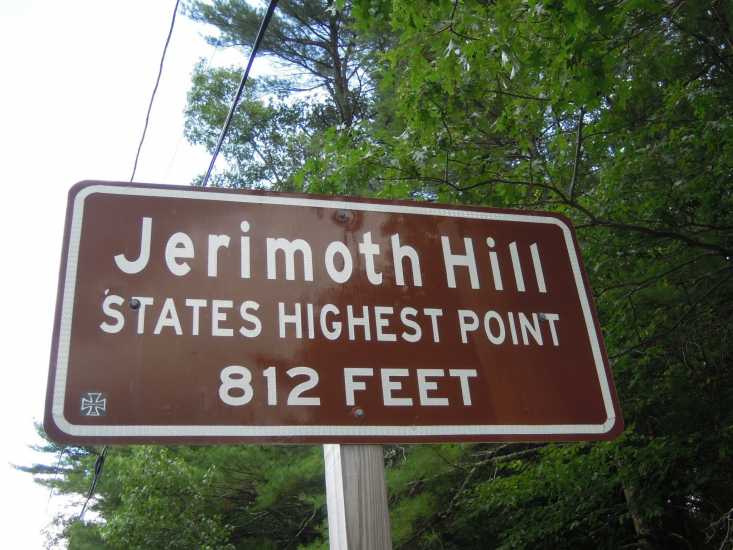 Jerimoth Hill
STATES HIGHEST POINT
812 FEET